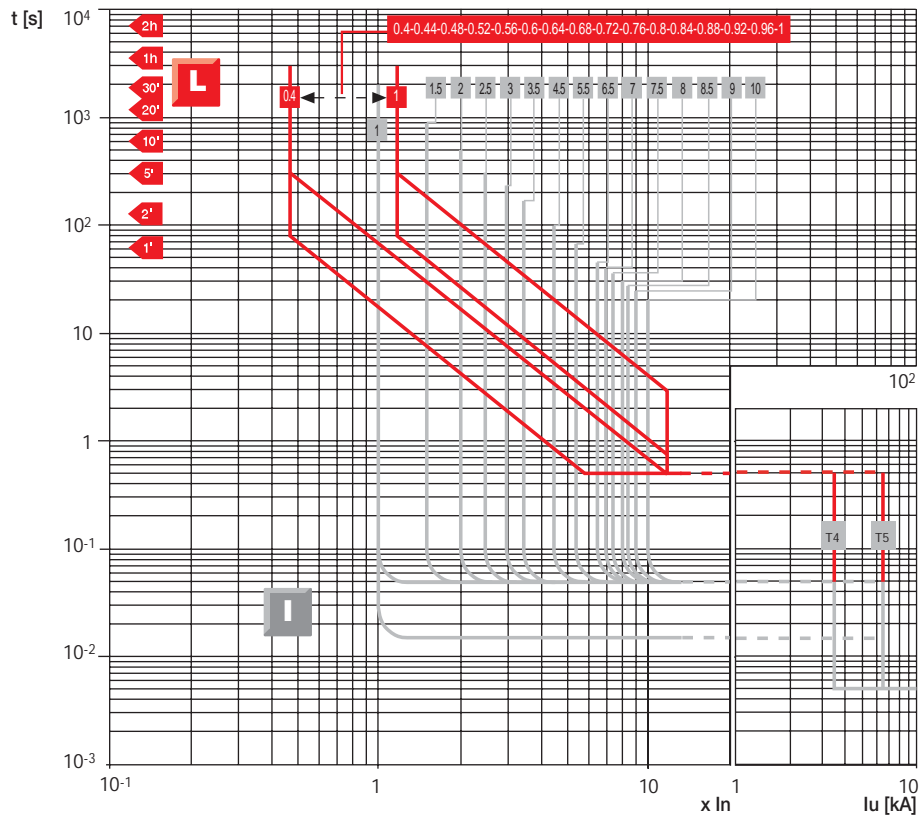 t [s]
10⁴
2h
0.4-0.44-0.48-0.52-0.56-0.6-0.64-0.68-0.72-0.76-0.8-0.84-0.88-0.92-0.96-1
1h
L
30'
0.4
1
1.5 2 2.5 3 3.5 4.5 5.5 6.5 7 7.5 8 8.5 9 10
20'
10³
1
10'
5'
2'
10²
1'
10
10²
1
10⁻¹
T4 T5
I
10⁻²
10⁻³
10⁻¹ 1 10 1 10
x In Iu [kA]